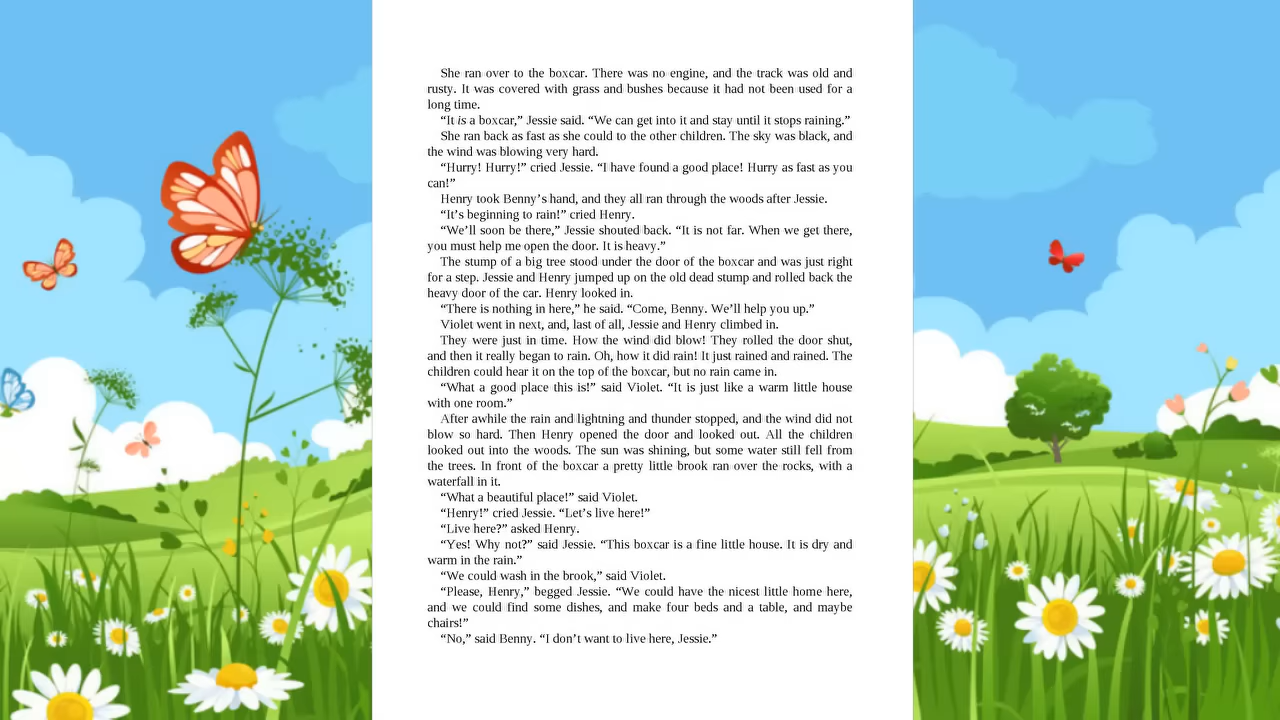 She ran over to the boxcar. There was no engine, and the track was old and
rusty. It was covered with grass and bushes because it had not been used for a
long time.
“It is a boxcar,” Jessie said. “We can get into it and stay until it stops raining.”
She ran back as fast as she could to the other children. The sky was black, and
the wind was blowing very hard.
“Hurry! Hurry!” cried Jessie. “I have found a good place! Hurry as fast as you
can!”
Henry took Benny’s hand, and they all ran through the woods after Jessie.
“It’s beginning to rain!” cried Henry.
“We’ll soon be there,” Jessie shouted back. “It is not far. When we get there,
you must help me open the door. It is heavy.”
The stump of a big tree stood under the door of the boxcar and was just right
for a step. Jessie and Henry jumped up on the old dead stump and rolled back the
heavy door of the car. Henry looked in.
“There is nothing in here,” he said. “Come, Benny. We’ll help you up.”
Violet went in next, and, last of all, Jessie and Henry climbed in.
They were just in time. How the wind did blow! They rolled the door shut,
and then it really began to rain. Oh, how it did rain! It just rained and rained. The
children could hear it on the top of the boxcar, but no rain came in.
“What a good place this is!” said Violet. “It is just like a warm little house
with one room.”
After awhile the rain and lightning and thunder stopped, and the wind did not
blow so hard. Then Henry opened the door and looked out. All the children
looked out into the woods. The sun was shining, but some water still fell from
the trees. In front of the boxcar a pretty little brook ran over the rocks, with a
waterfall in it.
“What a beautiful place!” said Violet.
“Henry!” cried Jessie. “Let’s live here!”
“Live here?” asked Henry.
“Yes! Why not?” said Jessie. “This boxcar is a fine little house. It is dry and
warm in the rain.”
“We could wash in the brook,” said Violet.
“Please, Henry,” begged Jessie. “We could have the nicest little home here,
and we could find some dishes, and make four beds and a table, and maybe
chairs!”
“No,” said Benny. “I don’t want to live here, Jessie.”